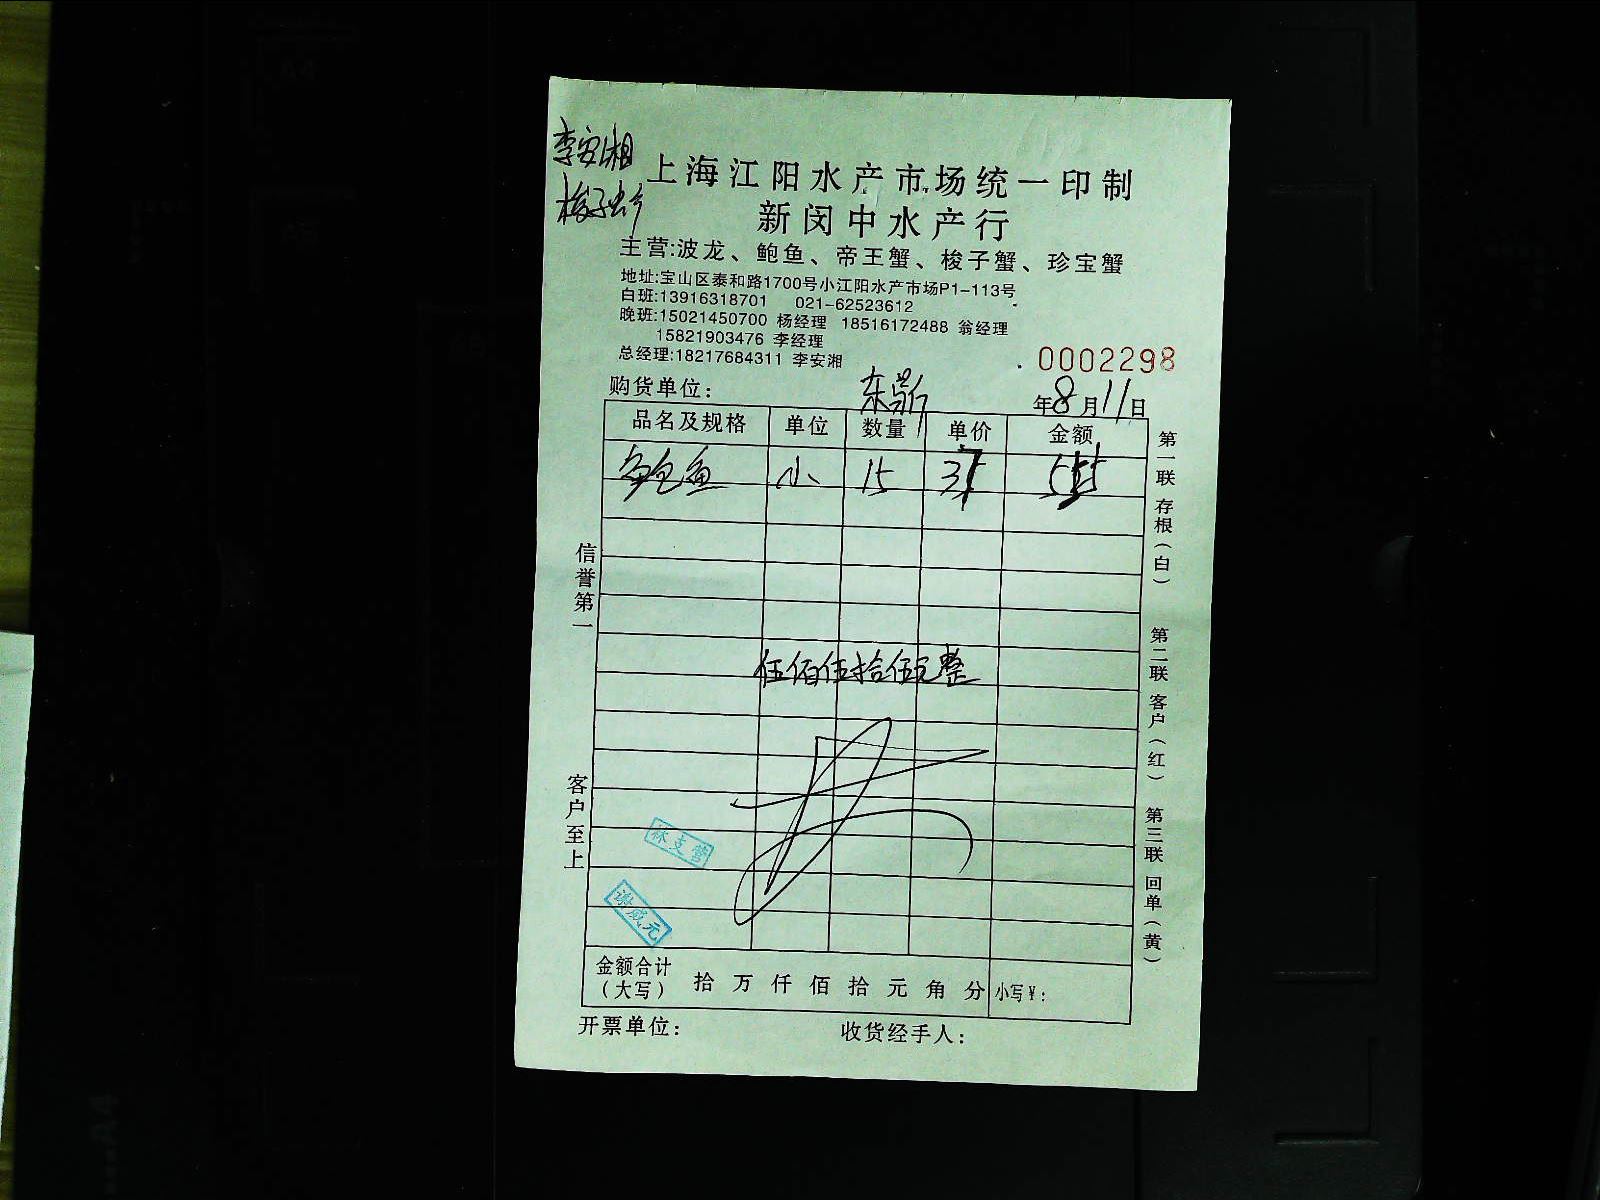 李安湘
梭子蟹
上海江阳水产市场统一印制
新闵中水产行
主营:波龙、鲍鱼、帝王蟹、梭子蟹、珍宝蟹
地址:宝山区泰和路1700号小江阳水产市场P1-113号
白班:13916318701 021-62523612
晚班:15021450700 杨经理 18516172488 翁经理
15821903476 李经理
总经理:18217684311 李安湘
0002298
购货单位: 年8月11日
品名及规格 单位 数量 单价 金额
鲍鱼 小 15 37 555
伍佰伍拾伍元整
林支营
谢成元
金额合计(大写) 拾 万 仟 佰 拾 元 角 分 小写¥:
开票单位: 收货经手人:
信誉第一
客户至上
第一联 存根(白)
第二联 客户(红)
第三联 回单(黄)